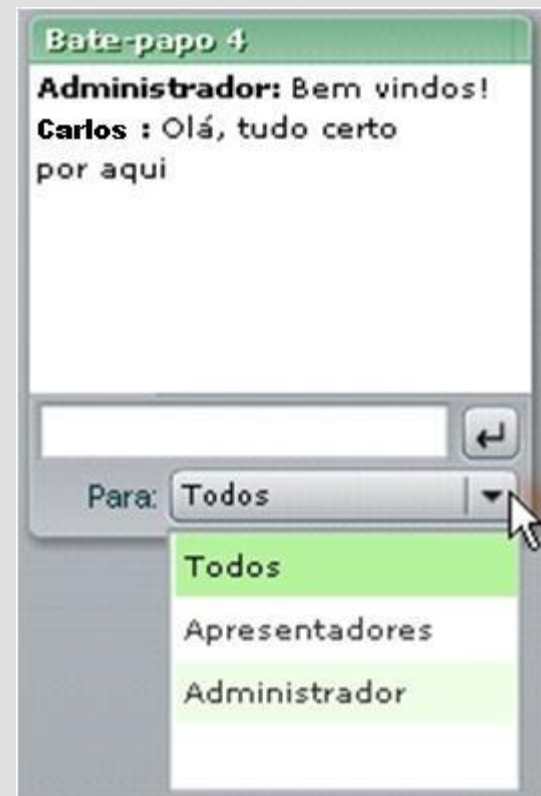 Bate-papo 4
Administrador: Bem vindos!
Carlos : Olá, tudo certo
por aqui
Para: Todos
Todos
Apresentadores
Administrador